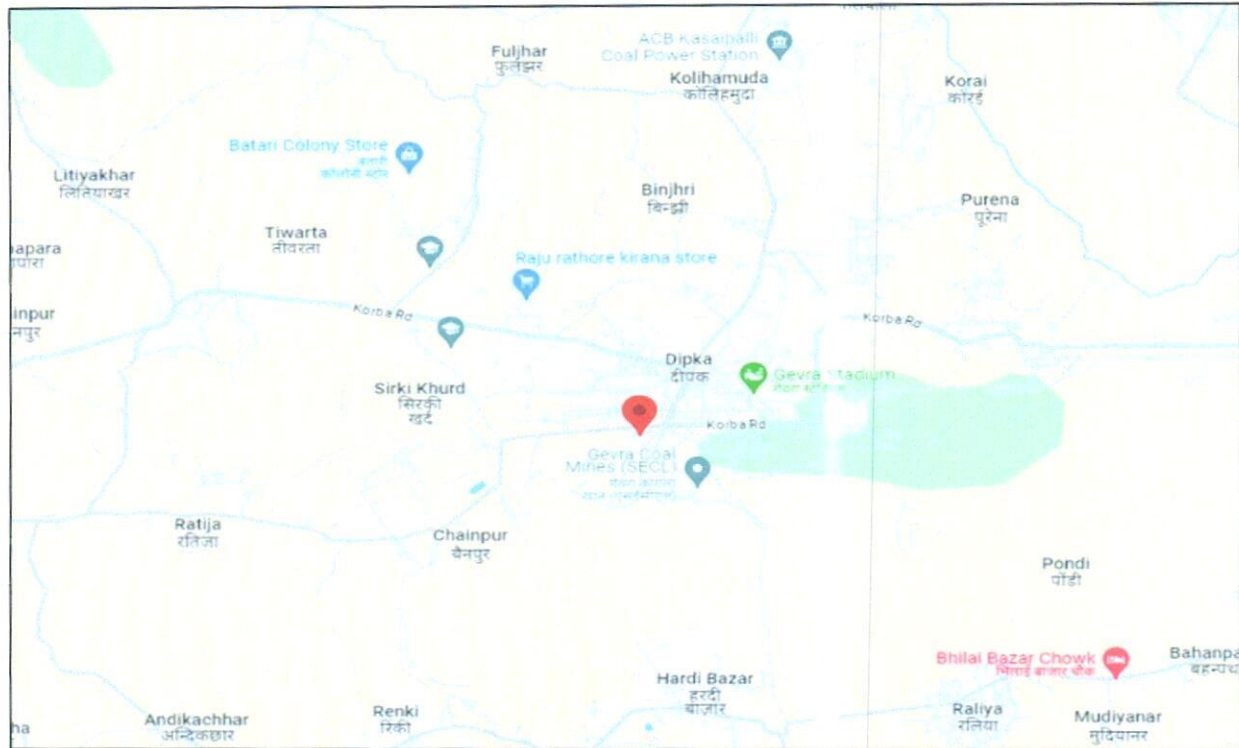 ACB Kasaipalli
Coal Power Station
Fuljhar
फुलझर
Kolihamuda
कोलिहमुदा
Korai
कोरई
Batari Colony Store
बतारी
कोलोनी स्टोर
Litiyakhar
लितियाखर
Binjhri
बिन्झ्री
Purena
पूरेना
Tiwarta
तीवरता
apara
Raju rathore kirana store
inpur
नपुर
Korba Rd
Korba Rd
Dipka
दीपक
Gevra Stadium
Sirki Khurd
सिरकी
खुर्द
Korba Rd
Gevra Coal
Mines (SECL)
Ratija
रतिजा
Chainpur
चैनपुर
Pondi
पोंडी
Bhilai Bazar Chowk
भिलाई बाजार चौक
Bahanpa
Hardi Bazar
हरदी
बाज़ार
Andikachhar
अन्दिकछार
Renki
रिंकी
Raliya
रलिया
Mudiyanar
मुदियानर
ha